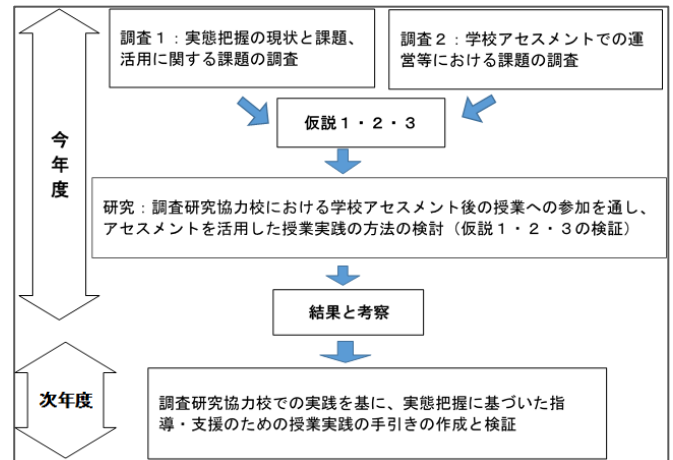 調査１：実態把握の現状と課題、
活用に関する課題の調査
調査２：学校アセスメントでの運
営等における課題の調査
仮説１・２・３
今年度
研究：調査研究協力校における学校アセスメント後の授業への参加を通し、
アセスメントを活用した授業実践の方法の検討（仮説１・２・３の検証）
結果と考察
次年度
調査研究協力校での実践を基に、実態把握に基づいた指
導・支援のための授業実践の手引きの作成と検証